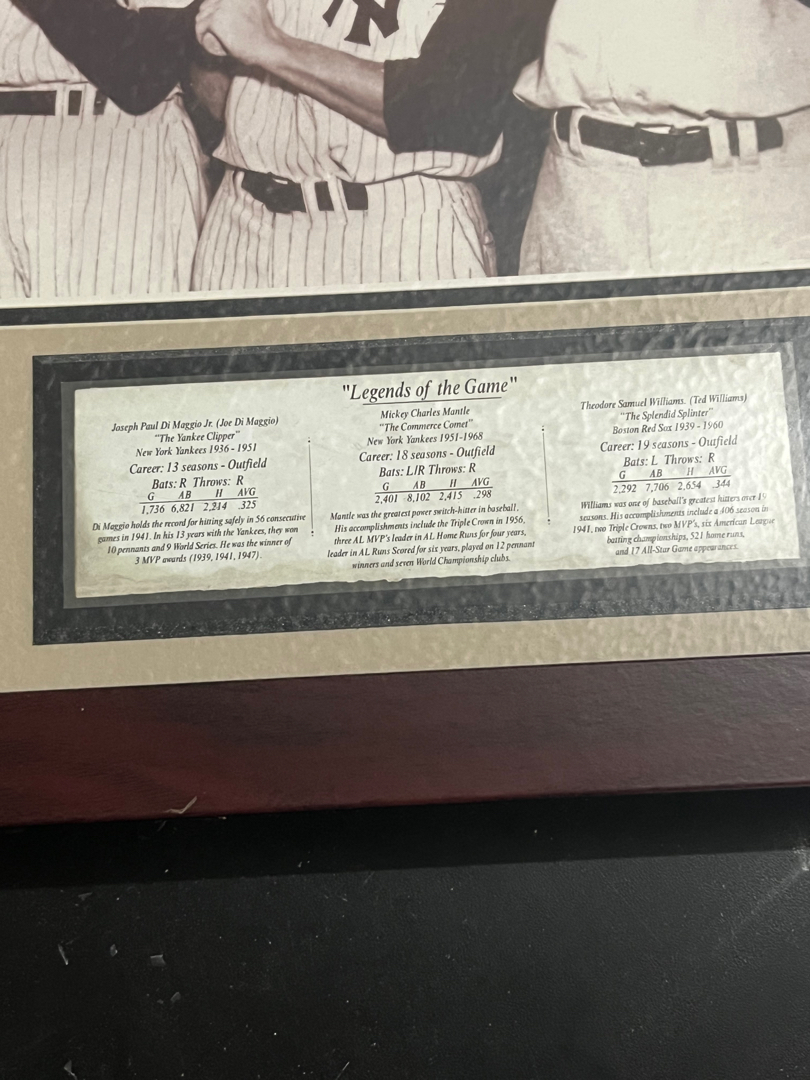 NY
"Legends of the Game"
Joseph Paul Di Maggio Jr. (Joe Di Maggio)
"The Yankee Clipper"
New York Yankees 1936 - 1951
Career: 13 seasons - Outfield
Bats: R Throws: R
G AB H AVG
1,736 6,821 2,214 .325
Di Maggio holds the record for hitting safely in 56 consecutive
games in 1941. In his 13 years with the Yankees, they won
10 pennants and 9 World Series. He was the winner of
3 MVP awards (1939, 1941, 1947).
Mickey Charles Mantle
"The Commerce Comet"
New York Yankees 1951-1968
Career: 18 seasons - Outfield
Bats: L/R Throws: R
G AB H AVG
2,401 8,102 2,415 .298
Mantle was the greatest power switch-hitter in baseball.
His accomplishments include the Triple Crown in 1956,
three AL MVP's leader in AL Home Runs for four years,
leader in AL Runs Scored for six years, played on 12 pennant
winners and seven World Championship clubs.
Theodore Samuel Williams. (Ted Williams)
"The Splendid Splinter"
Boston Red Sox 1939 - 1960
Career: 19 seasons - Outfield
Bats: L Throws: R
G AB H AVG
2,292 7,706 2,654 .344
Williams was one of baseball's greatest hitters over 19
seasons. His accomplishments include a .406 season in
1941, two Triple Crowns, two MVP's, six American League
batting championships, 521 home runs,
and 17 All-Star Game appearances.